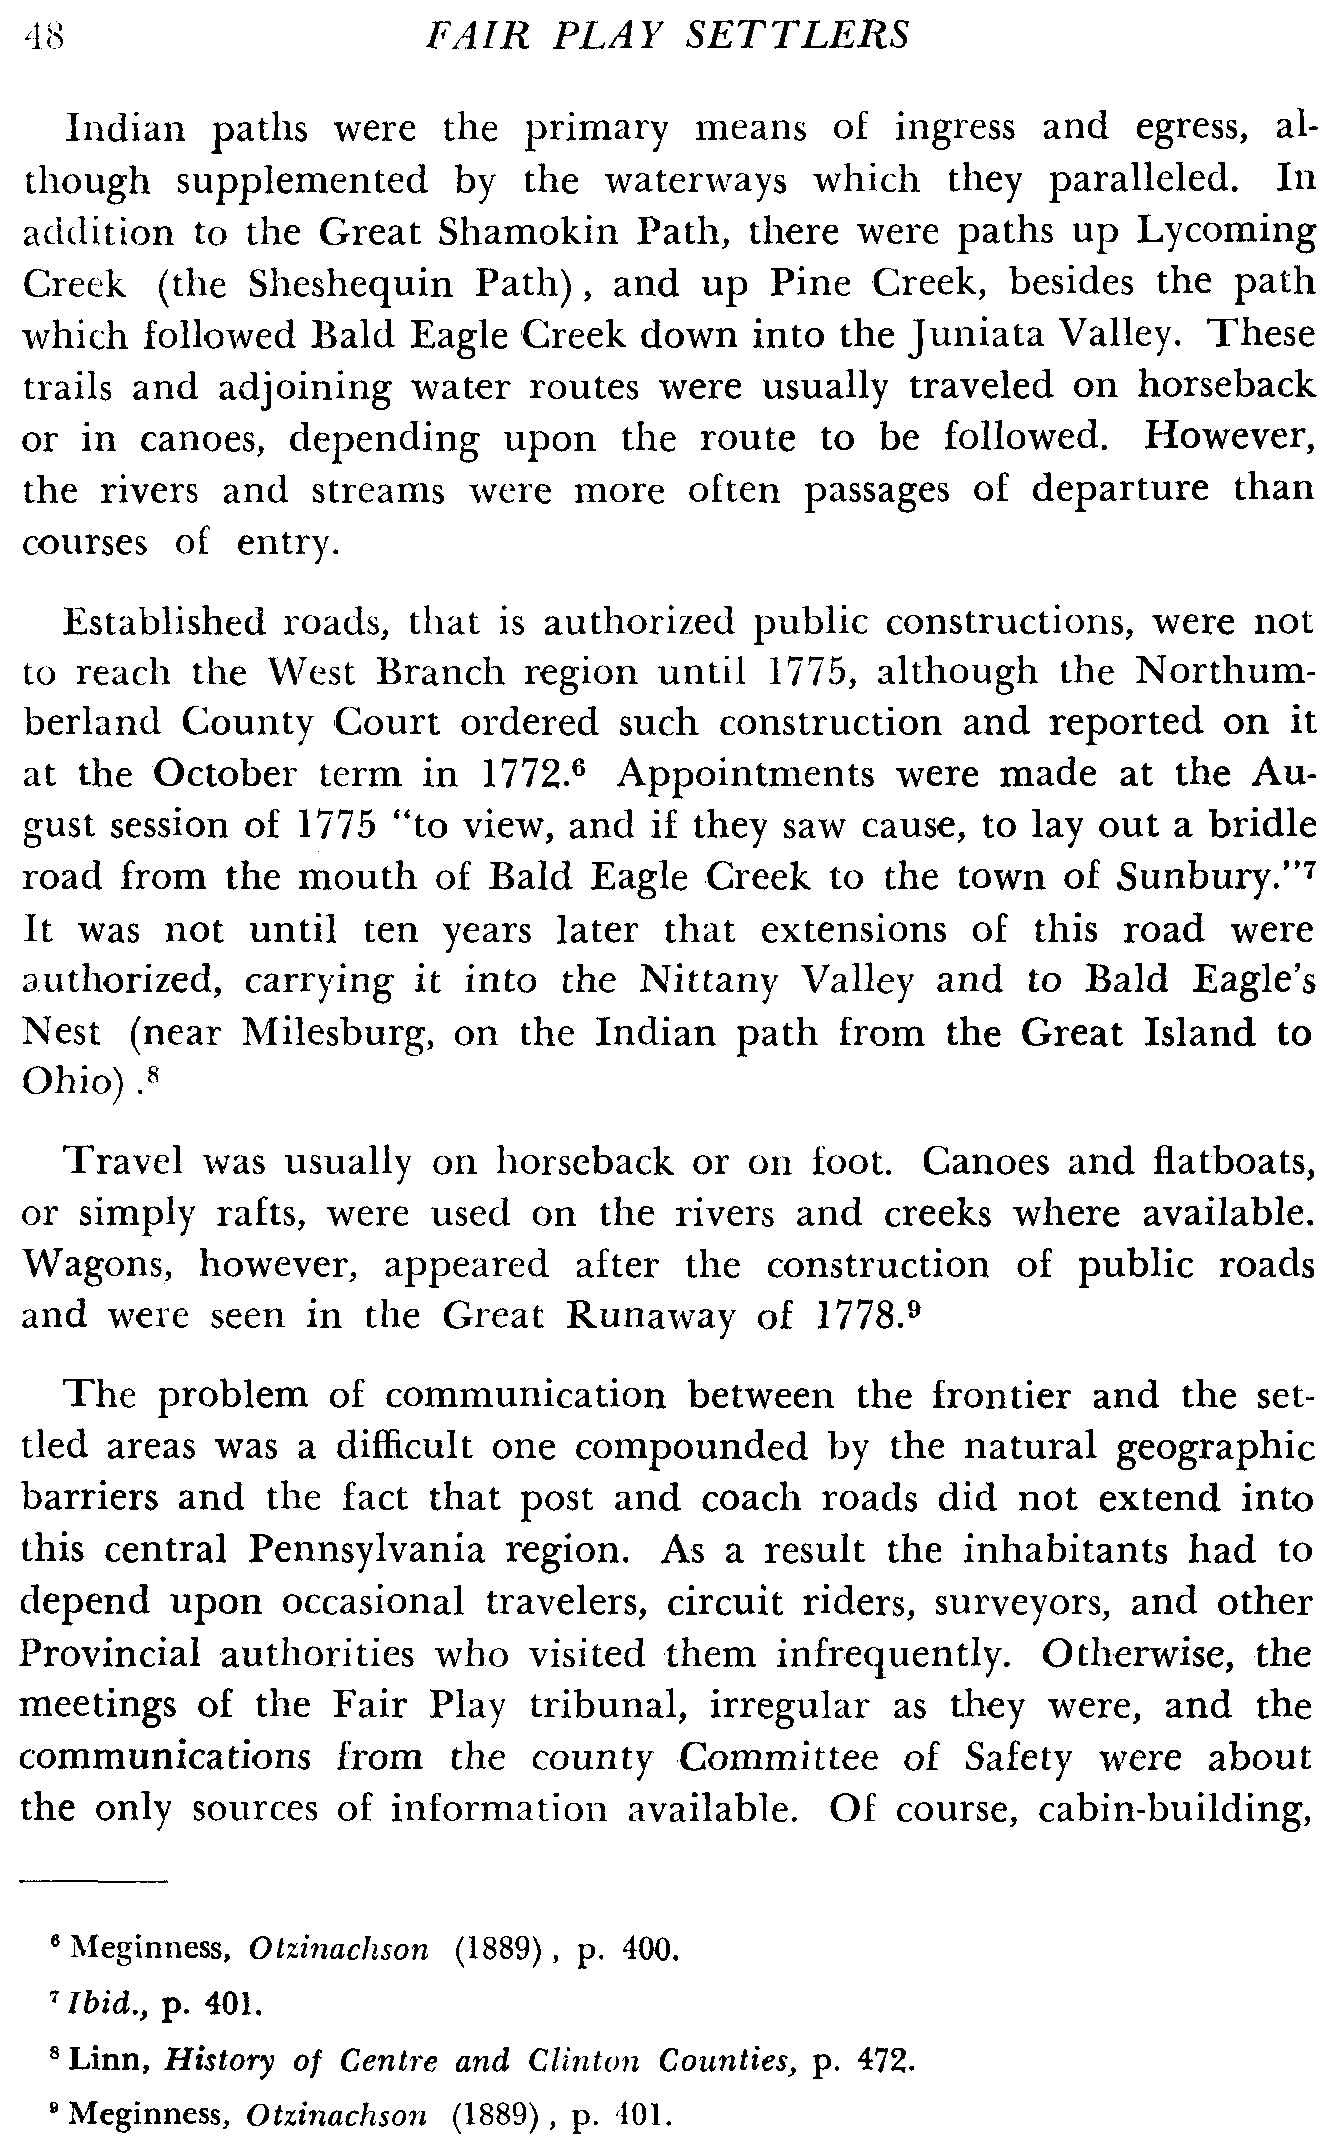 48 FAIR PLAY SETTLERS
Indian paths were the primary means of ingress and egress, al-
though supplemented by the waterways which they paralleled. In
addition to the Great Shamokin Path, there were paths up Lycoming
Creek (the Sheshequin Path), and up Pine Creek, besides the path
which followed Bald Eagle Creek down into the Juniata Valley. These
trails and adjoining water routes were usually traveled on horseback
or in canoes, depending upon the route to be followed. However,
the rivers and streams were more often passages of departure than
courses of entry.
Established roads, that is authorized public constructions, were not
to reach the West Branch region until 1775, although the Northum-
berland County Court ordered such construction and reported on it
at the October term in 1772.⁶ Appointments were made at the Au-
gust session of 1775 "to view, and if they saw cause, to lay out a bridle
road from the mouth of Bald Eagle Creek to the town of Sunbury."⁷
It was not until ten years later that extensions of this road were
authorized, carrying it into the Nittany Valley and to Bald Eagle's
Nest (near Milesburg, on the Indian path from the Great Island to
Ohio).⁸
Travel was usually on horseback or on foot. Canoes and flatboats,
or simply rafts, were used on the rivers and creeks where available.
Wagons, however, appeared after the construction of public roads
and were seen in the Great Runaway of 1778.⁹
The problem of communication between the frontier and the set-
tled areas was a difficult one compounded by the natural geographic
barriers and the fact that post and coach roads did not extend into
this central Pennsylvania region. As a result the inhabitants had to
depend upon occasional travelers, circuit riders, surveyors, and other
Provincial authorities who visited them infrequently. Otherwise, the
meetings of the Fair Play tribunal, irregular as they were, and the
communications from the county Committee of Safety were about
the only sources of information available. Of course, cabin-building,
⁶ Meginness, Otzinachson (1889), p. 400.
⁷ Ibid., p. 401.
⁸ Linn, History of Centre and Clinton Counties, p. 472.
⁹ Meginness, Otzinachson (1889), p. 401.